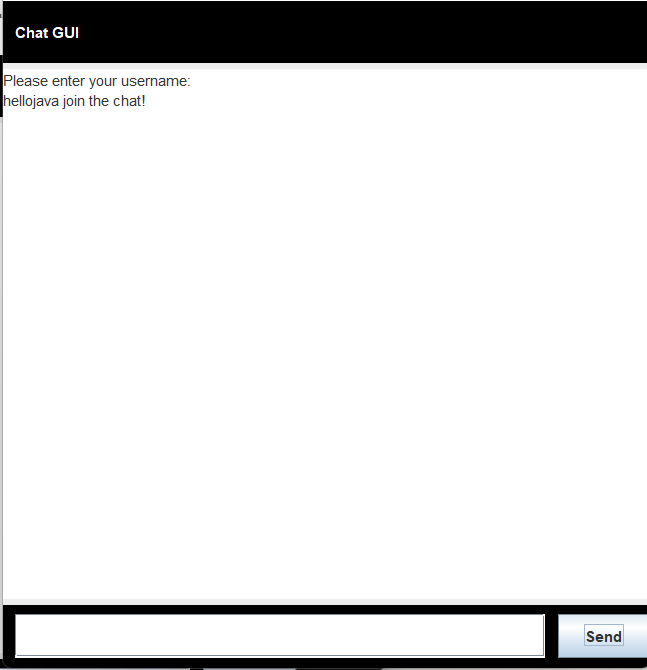 Chat GUI
Please enter your username:
hellojava join the chat!
Send